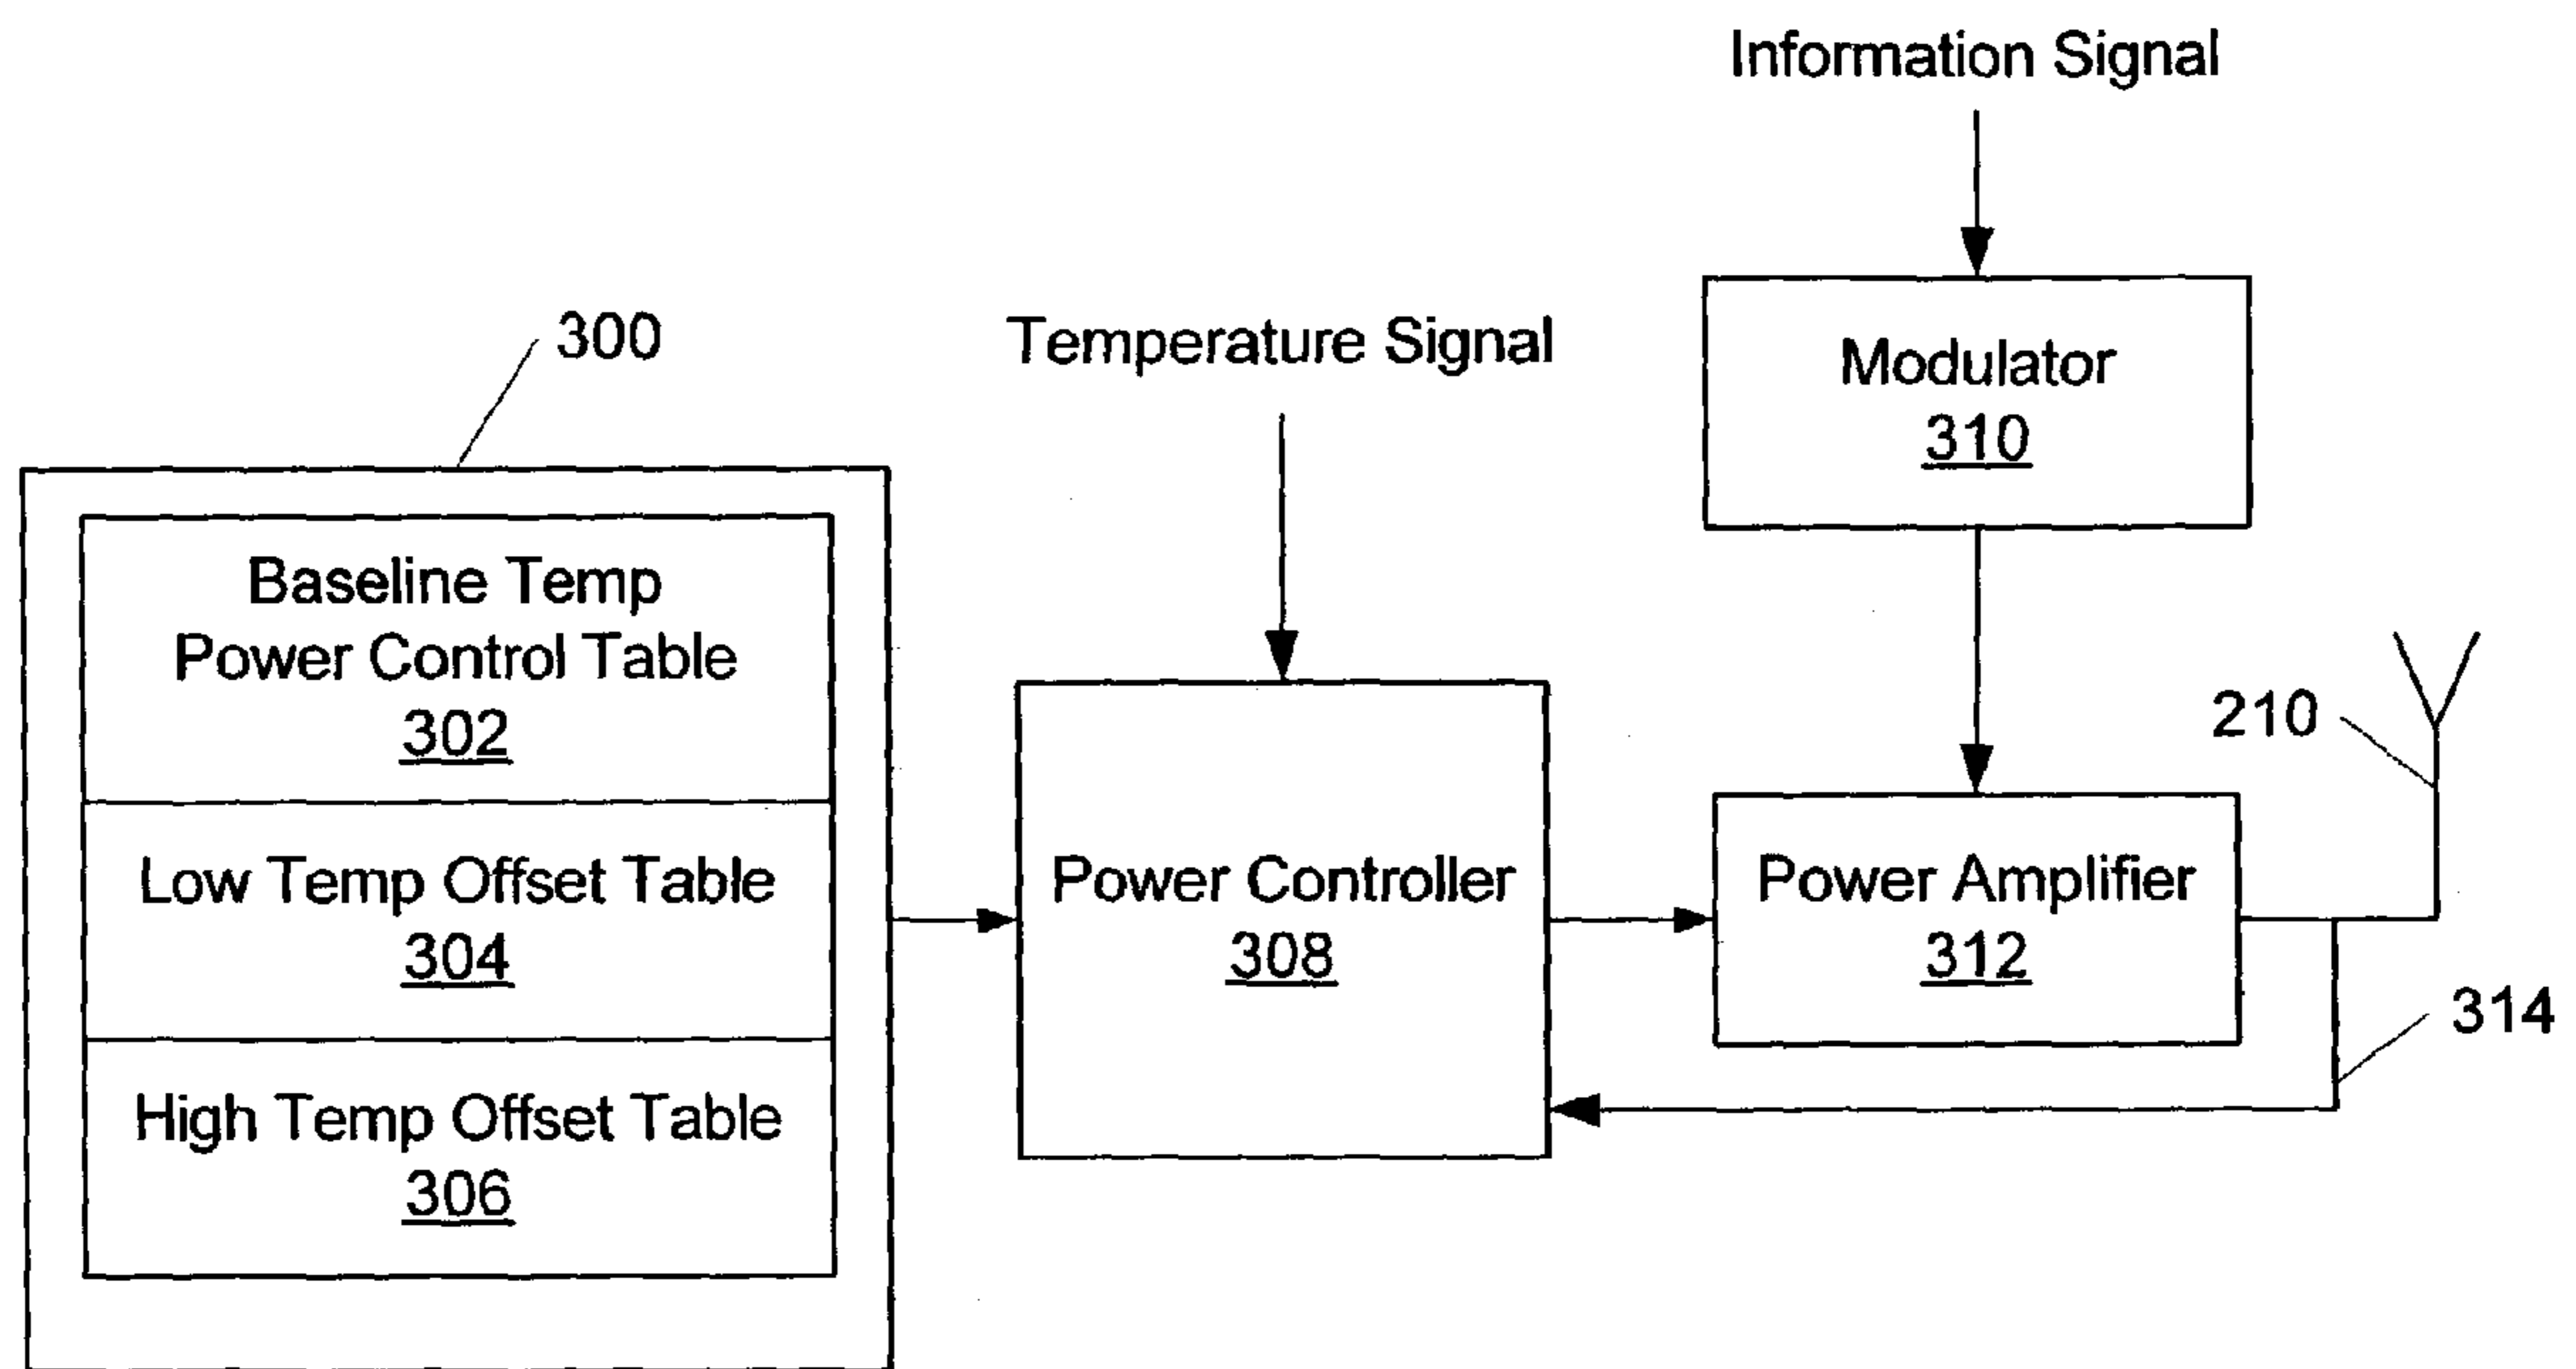 Information Signal
Modulator
310
Temperature Signal
300
Baseline Temp
Power Control Table
302
Low Temp Offset Table
304
High Temp Offset Table
306
Power Controller
308
Power Amplifier
312
210
314